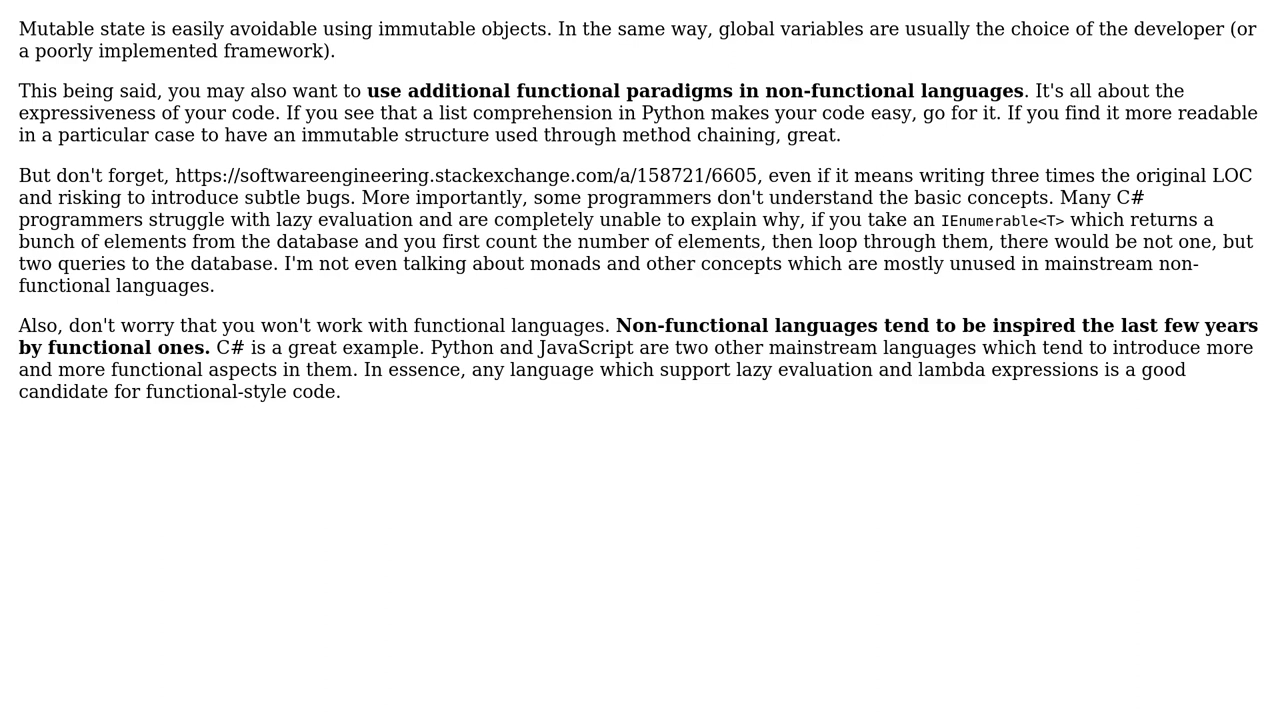 Mutable state is easily avoidable using immutable objects. In the same way, global variables are usually the choice of the developer (or
a poorly implemented framework).
This being said, you may also want to use additional functional paradigms in non-functional languages. It's all about the
expressiveness of your code. If you see that a list comprehension in Python makes your code easy, go for it. If you find it more readable
in a particular case to have an immutable structure used through method chaining, great.
But don't forget, https://softwareengineering.stackexchange.com/a/158721/6605, even if it means writing three times the original LOC
and risking to introduce subtle bugs. More importantly, some programmers don't understand the basic concepts. Many C#
programmers struggle with lazy evaluation and are completely unable to explain why, if you take an IEnumerable<T> which returns a
bunch of elements from the database and you first count the number of elements, then loop through them, there would be not one, but
two queries to the database. I'm not even talking about monads and other concepts which are mostly unused in mainstream non-
functional languages.
Also, don't worry that you won't work with functional languages. Non-functional languages tend to be inspired the last few years
by functional ones. C# is a great example. Python and JavaScript are two other mainstream languages which tend to introduce more
and more functional aspects in them. In essence, any language which support lazy evaluation and lambda expressions is a good
candidate for functional-style code.